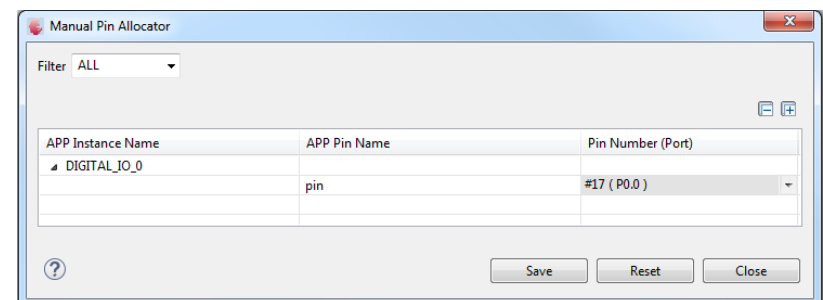 Manual Pin Allocator
Filter ALL
APP Instance Name APP Pin Name Pin Number (Port)
DIGITAL_IO_0
pin #17 ( P0.0 )
? Save Reset Close